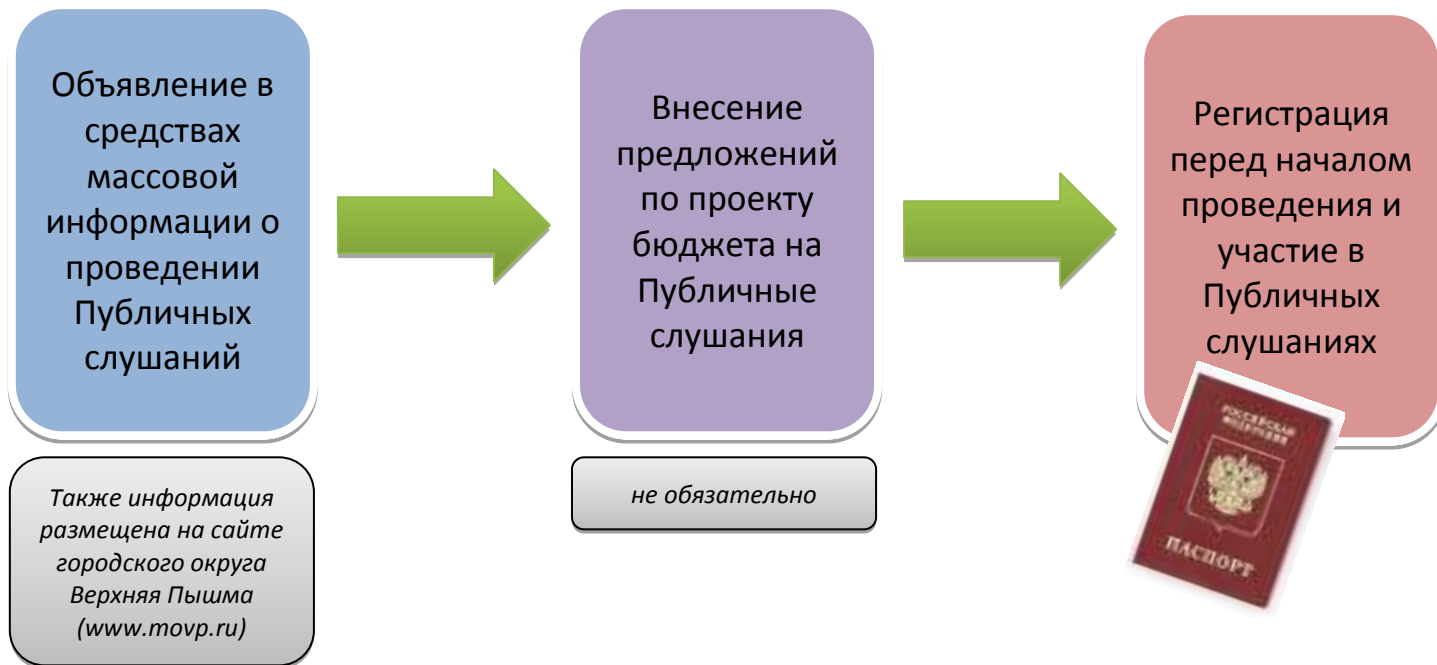 Объявление в
средствах
массовой
информации о
проведении
Публичных
слушаний
Также информация
размещена на сайте
городского округа
Верхняя Пышма
(www.movp.ru)
Внесение
предложений
по проекту
бюджета на
Публичные
слушания
не обязательно
Регистрация
перед началом
проведения и
участие в
Публичных
слушаниях
РОССИЙСКАЯ
ФЕДЕРАЦИЯ
ПАСПОРТ